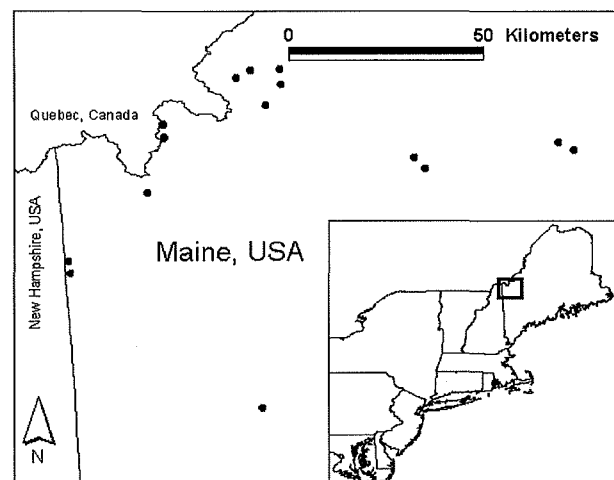 0 50 Kilometers
Quebec, Canada
New Hampshire, USA
Maine, USA
N